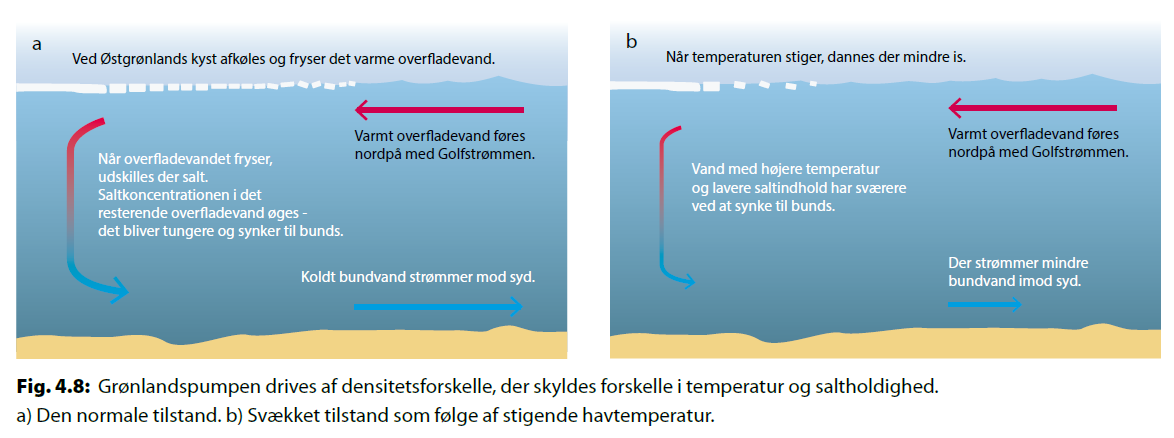 a
Ved Østgrønlands kyst afkøles og fryser det varme overfladevand.
Varmt overfladevand føres
nordpå med Golfstrømmen.
Når overfladevandet fryser,
udskilles der salt.
Saltkoncentrationen i det
resterende overfladevand øges -
det bliver tungere og synker til bunds.
Koldt bundvand strømmer mod syd.
b
Når temperaturen stiger, dannes der mindre is.
Varmt overfladevand føres
nordpå med Golfstrømmen.
Vand med højere temperatur
og lavere saltindhold har sværere
ved at synke til bunds.
Der strømmer mindre
bundvand imod syd.
Fig. 4.8: Grønlandspumpen drives af densitetsforskelle, der skyldes forskelle i temperatur og saltholdighed.
a) Den normale tilstand. b) Svækket tilstand som følge af stigende havtemperatur.